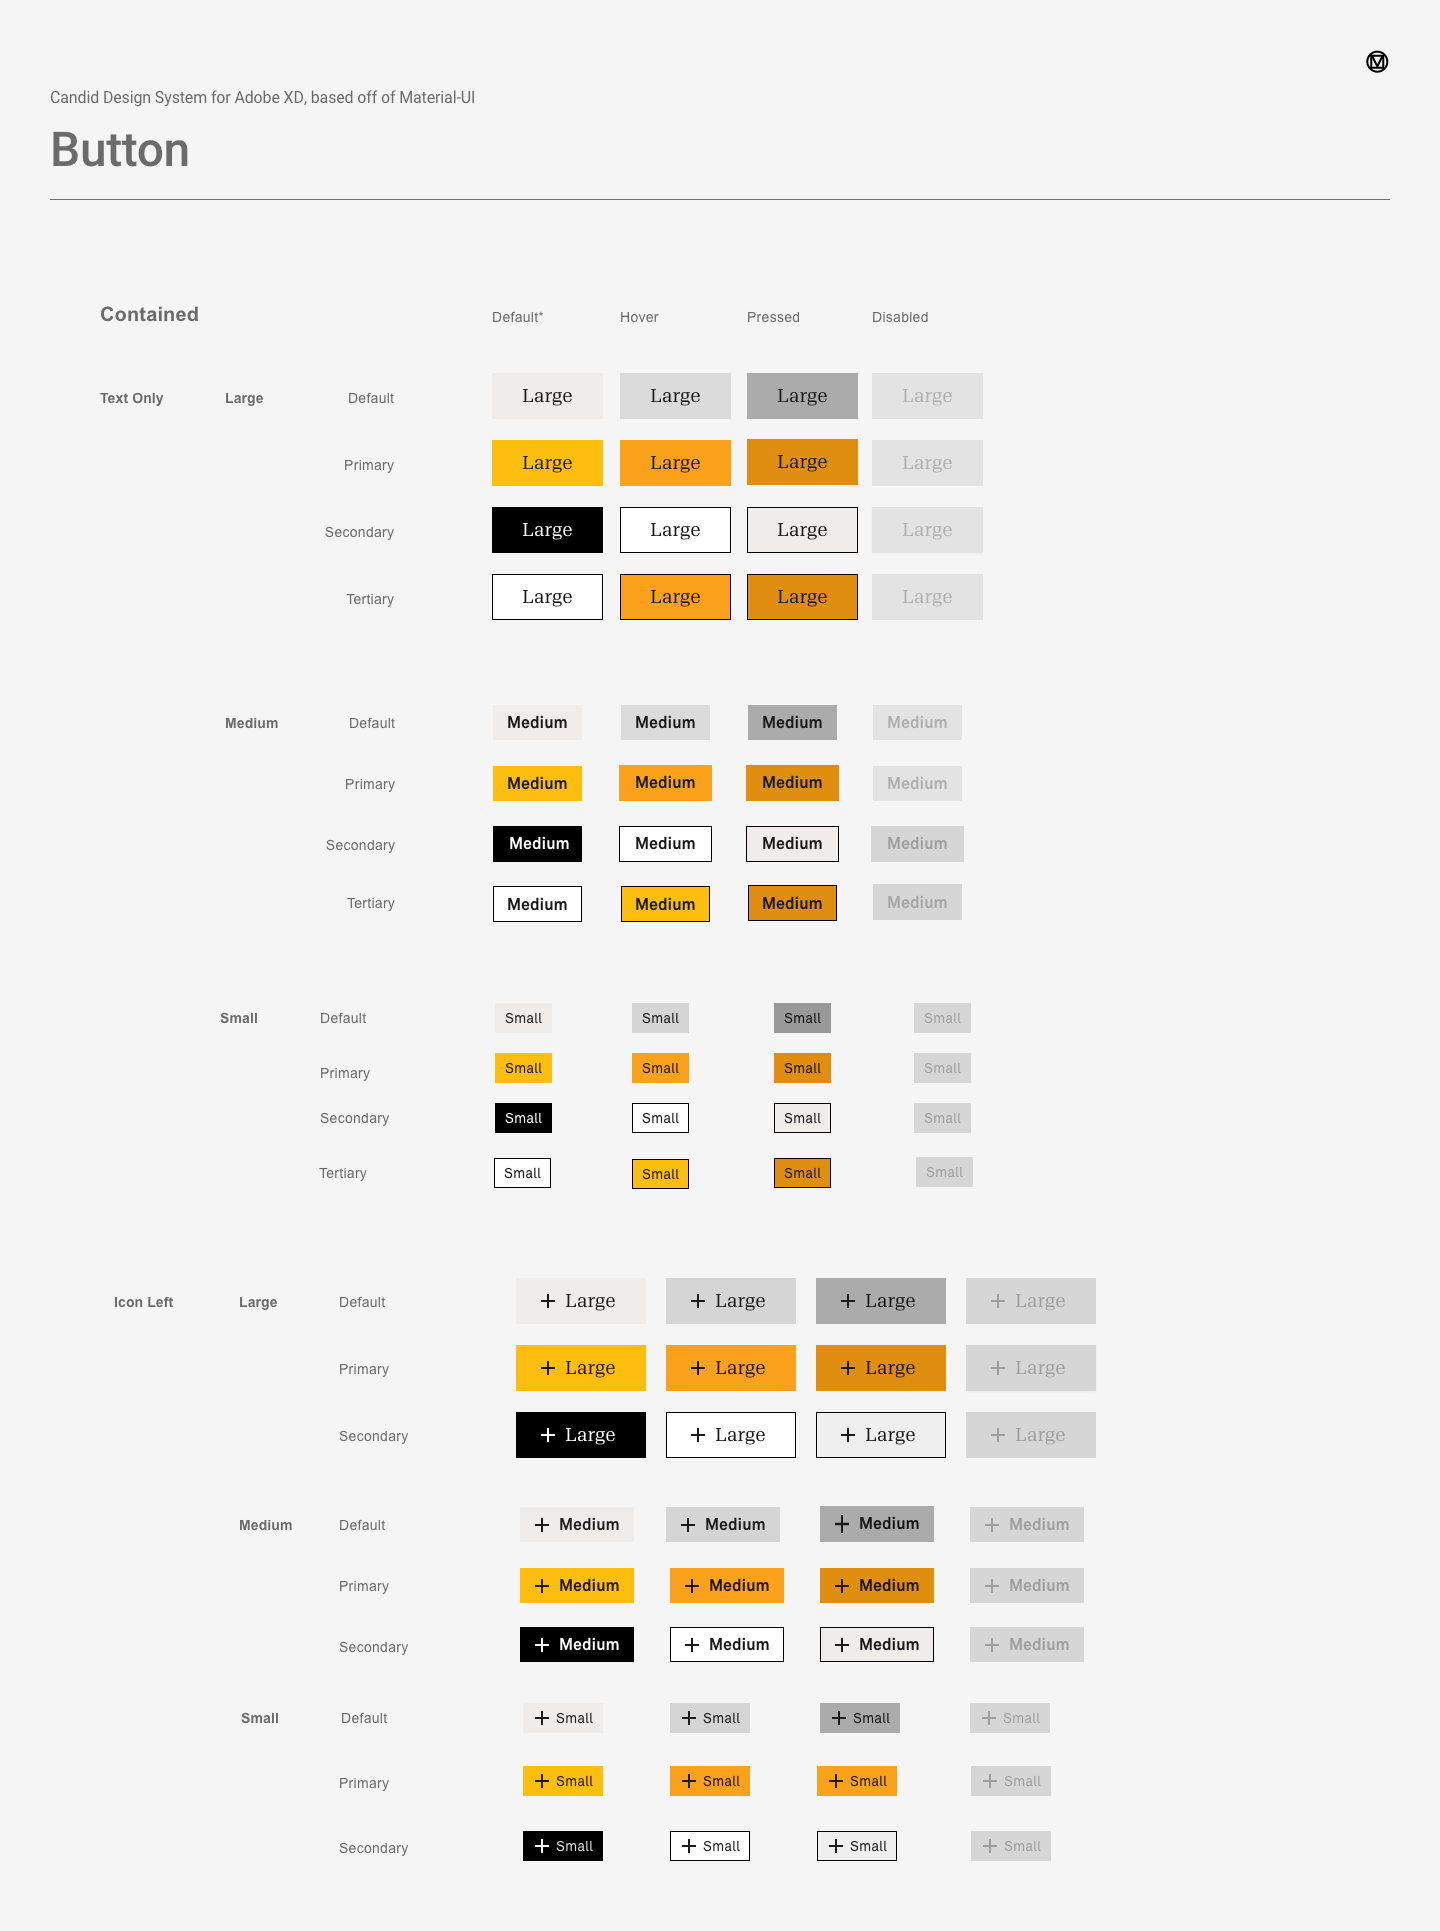 Candid Design System for Adobe XD, based off of Material-UI
Button
Contained Default* Hover Pressed Disabled
Text Only Large Default Large Large Large Large
Primary Large Large Large Large
Secondary Large Large Large Large
Tertiary Large Large Large Large
Medium Default Medium Medium Medium Medium
Primary Medium Medium Medium Medium
Secondary Medium Medium Medium Medium
Tertiary Medium Medium Medium Medium
Small Default Small Small Small Small
Primary Small Small Small Small
Secondary Small Small Small Small
Tertiary Small Small Small Small
Icon Left Large Default + Large + Large + Large + Large
Primary + Large + Large + Large + Large
Secondary + Large + Large + Large + Large
Medium Default + Medium + Medium + Medium + Medium
Primary + Medium + Medium + Medium + Medium
Secondary + Medium + Medium + Medium + Medium
Small Default + Small + Small + Small + Small
Primary + Small + Small + Small + Small
Secondary + Small + Small + Small + Small